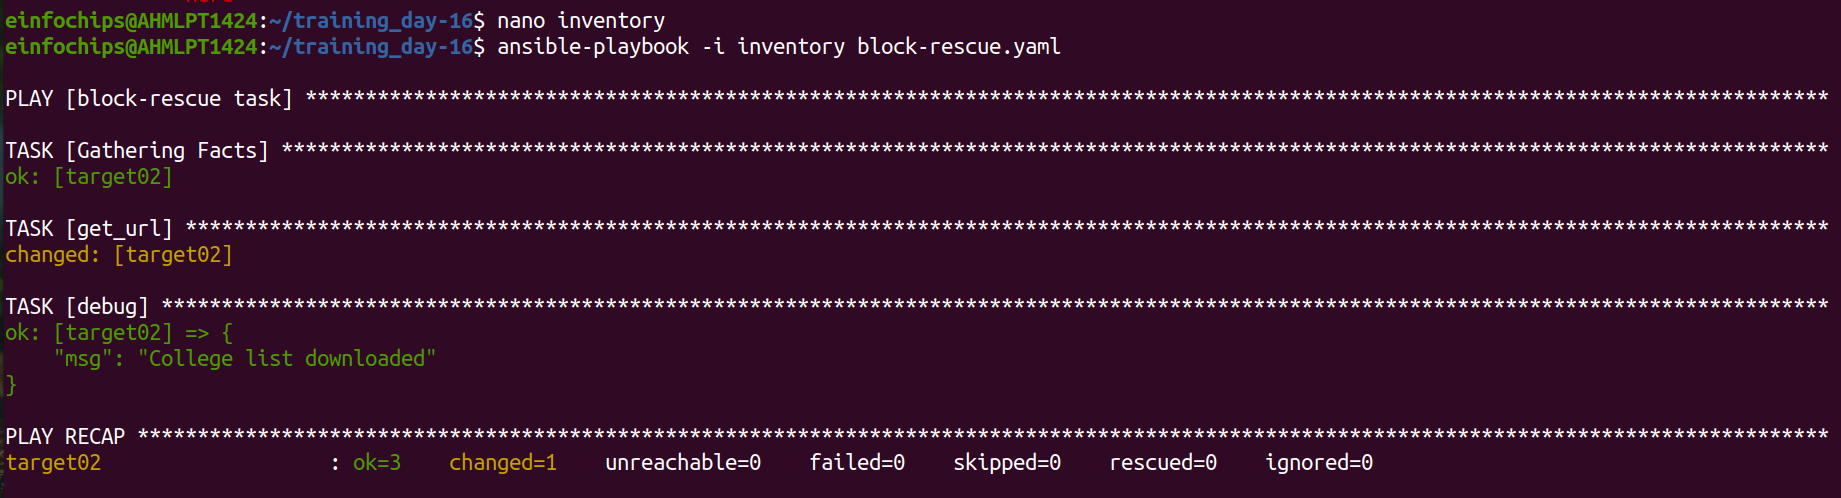 einfochips@AHMLPT1424:~/training_day-16$ nano inventory
einfochips@AHMLPT1424:~/training_day-16$ ansible-playbook -i inventory block-rescue.yaml
PLAY [block-rescue task] *******************************************************************************************************************************
TASK [Gathering Facts] *********************************************************************************************************************************
ok: [target02]
TASK [get_url] *****************************************************************************************************************************************
changed: [target02]
TASK [debug] *******************************************************************************************************************************************
ok: [target02] => {
    "msg": "College list downloaded"
}
PLAY RECAP *********************************************************************************************************************************************
target02                   : ok=3    changed=1    unreachable=0    failed=0    skipped=0    rescued=0    ignored=0